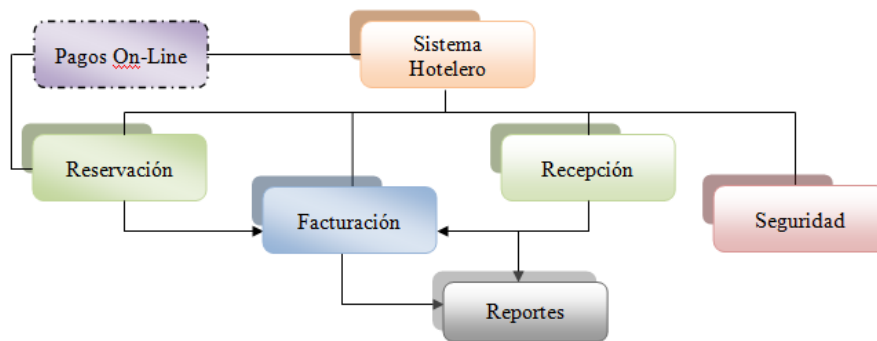 Pagos On-Line
Sistema
Hotelero
Reservación
Recepción
Facturación
Seguridad
Reportes